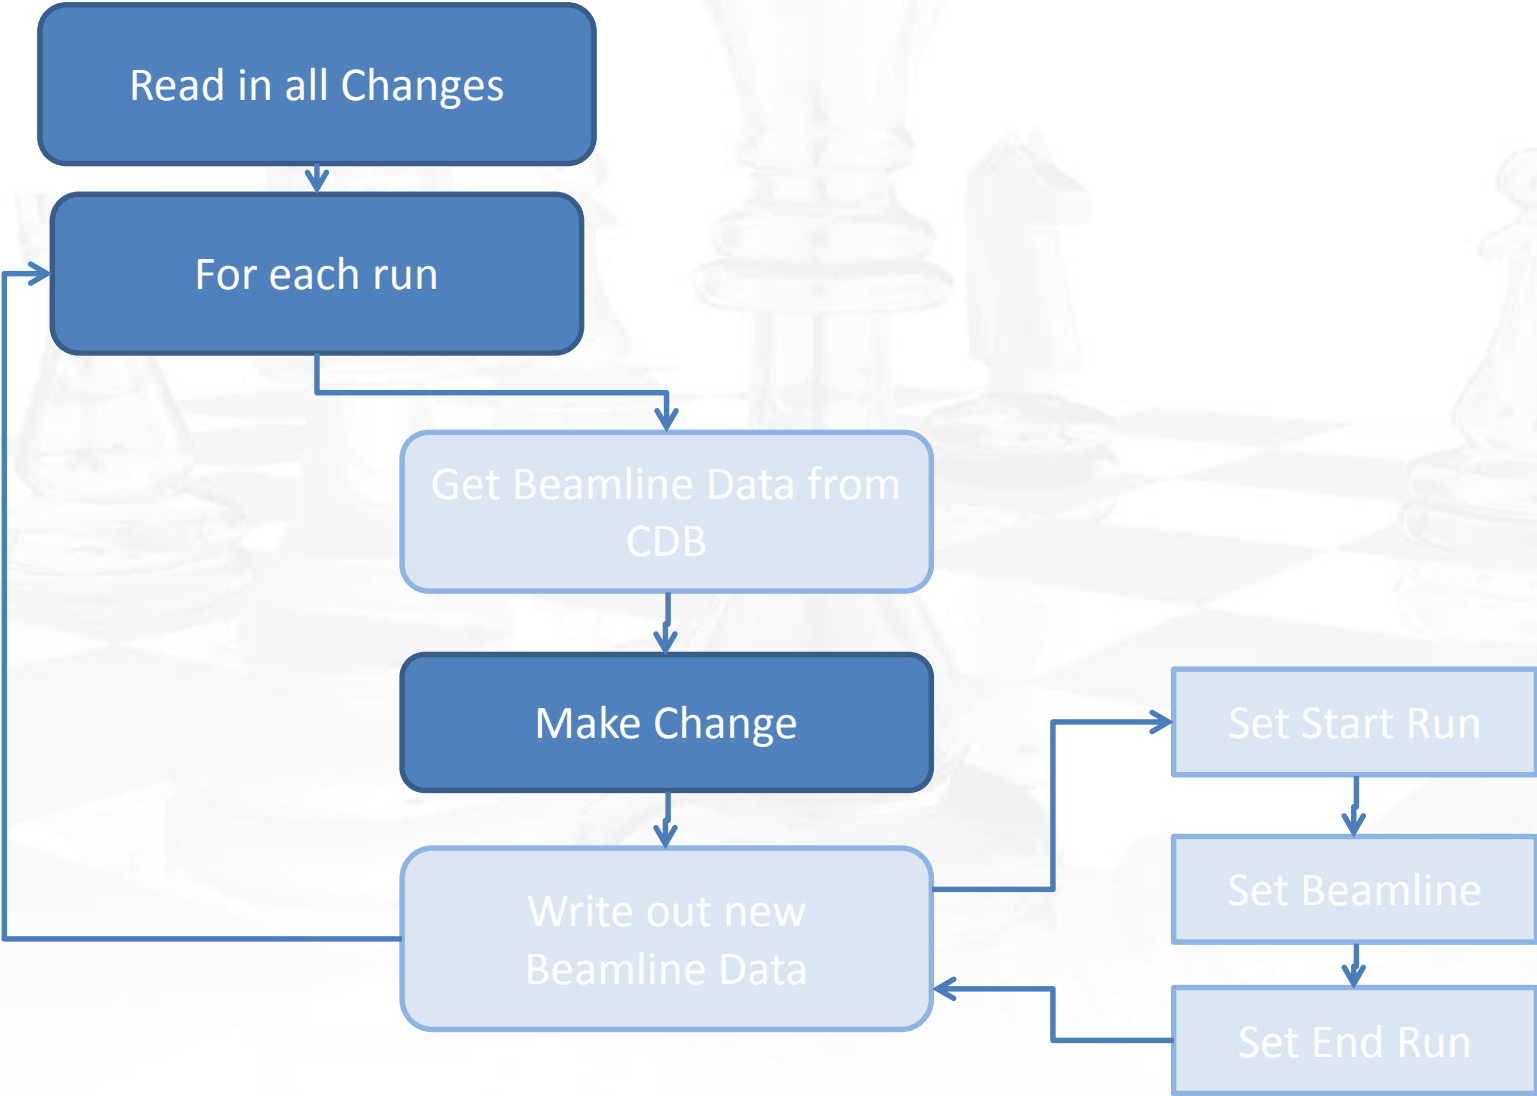 Read in all Changes
For each run
Get Beamline Data from
CDB
Make Change
Write out new
Beamline Data
Set Start Run
Set Beamline
Set End Run